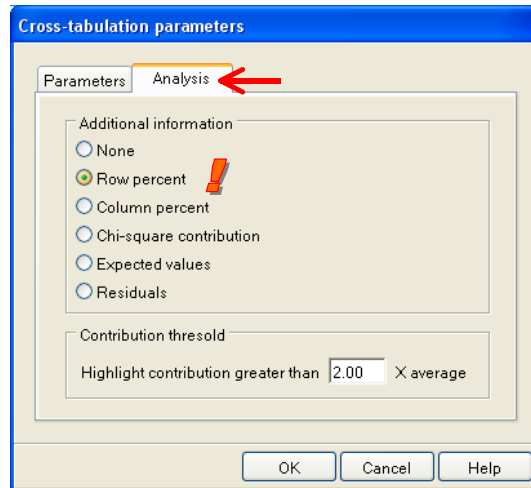 Cross-tabulation parameters
Parameters Analysis
Additional information
None
Row percent
Column percent
Chi-square contribution
Expected values
Residuals
Contribution thresold
Highlight contribution greater than 2.00 X average
OK Cancel Help